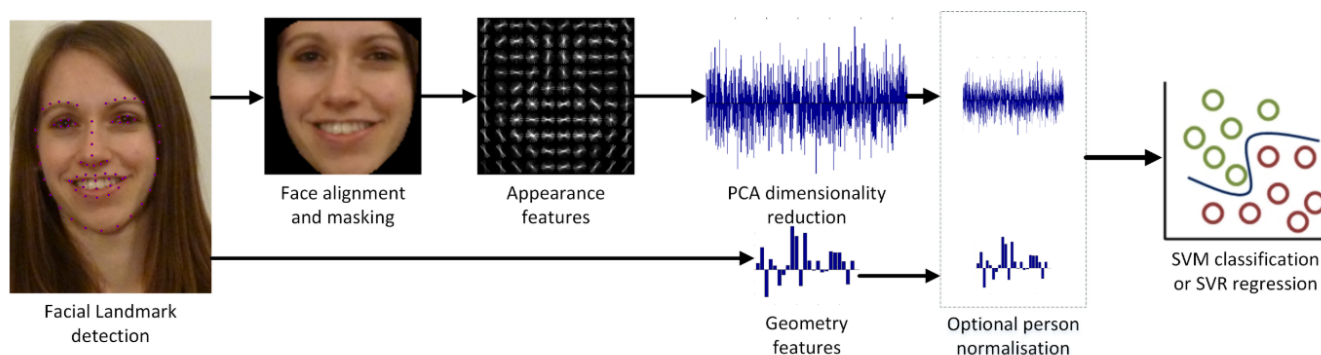 Facial Landmark
detection
Face alignment
and masking
Appearance
features
PCA dimensionality
reduction
Geometry
features
Optional person
normalisation
SVM classification
or SVR regression